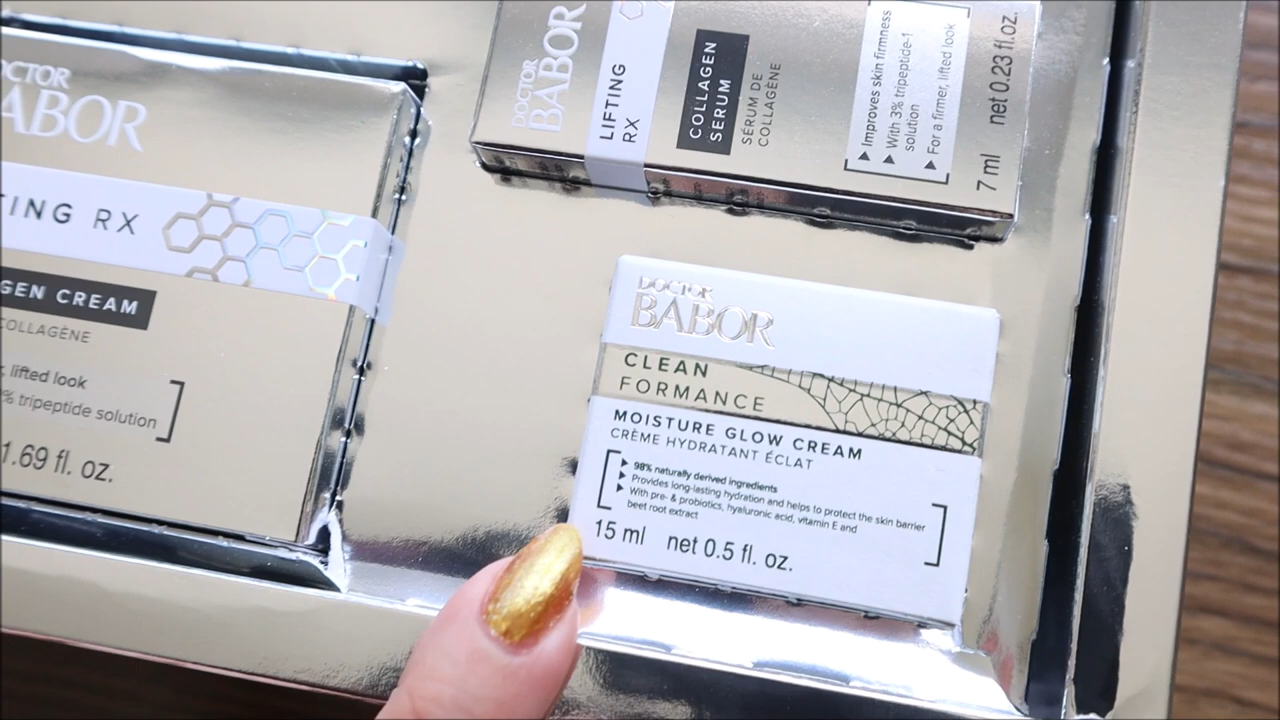 OCTOR
ABOR
TING RX
GEN CREAM
COLLAGÈNE
, lifted look
% tripeptide solution
1.69 fl. oz.
DOCTOR
BABOR
LIFTING
RX
COLLAGEN
SERUM
SÉRUM DE
COLLAGÈNE
▶ Improves skin firmness
▶ With 3% tripeptide-1
solution
▶ For a firmer, lifted look
7 ml net 0.23 fl.oz.
DOCTOR
BABOR
CLEAN
FORMANCE
MOISTURE GLOW CREAM
CRÈME HYDRATANT ÉCLAT
▶ 98% naturally derived ingredients
▶ Provides long-lasting hydration and helps to protect the skin barrier
▶ With pre- & probiotics, hyaluronic acid, vitamin E and
beet root extract
15 ml net 0.5 fl. oz.